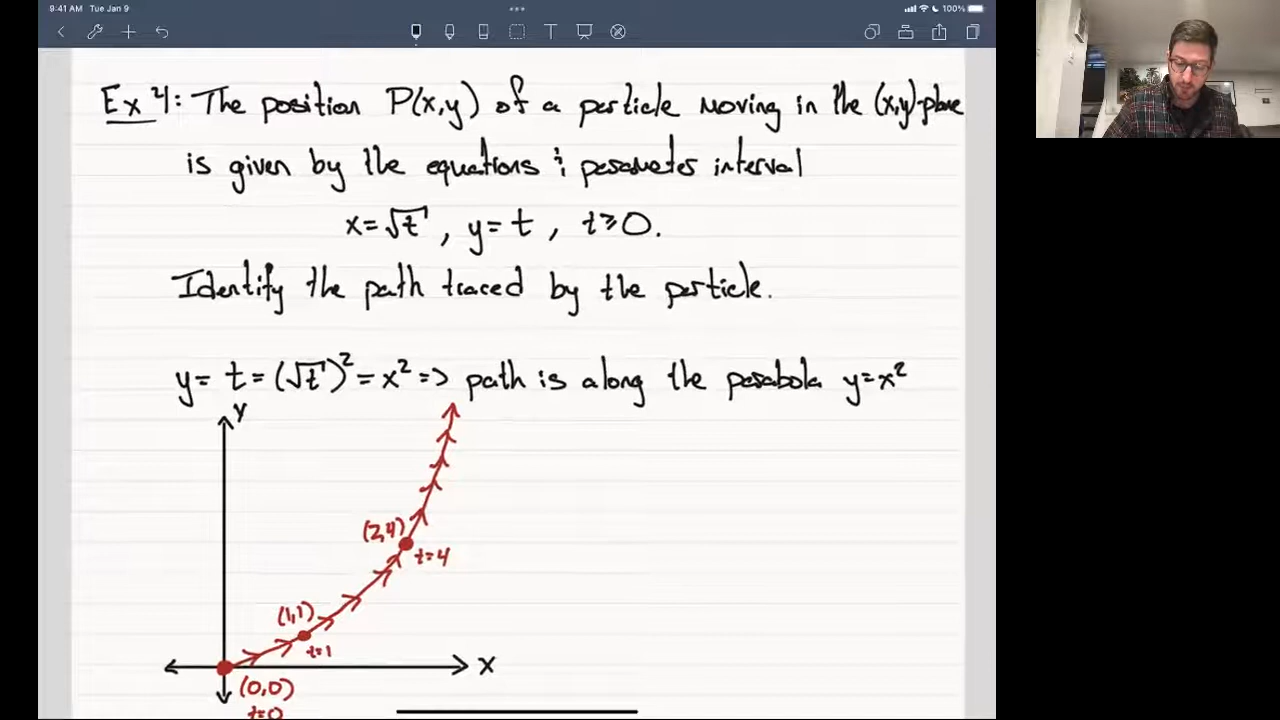 9:41 AM Tue Jan 9
100%
Ex 4: The position P(x,y) of a particle moving in the (x,y)-plane
is given by the equations & parameter interval
x=√t, y=t, t≥0.
Identify the path traced by the particle.
y= t = (√t)² = x² => path is along the parabola y=x²
y
(2,4)
t=4
(1,1)
t=1
x
(0,0)
t=0